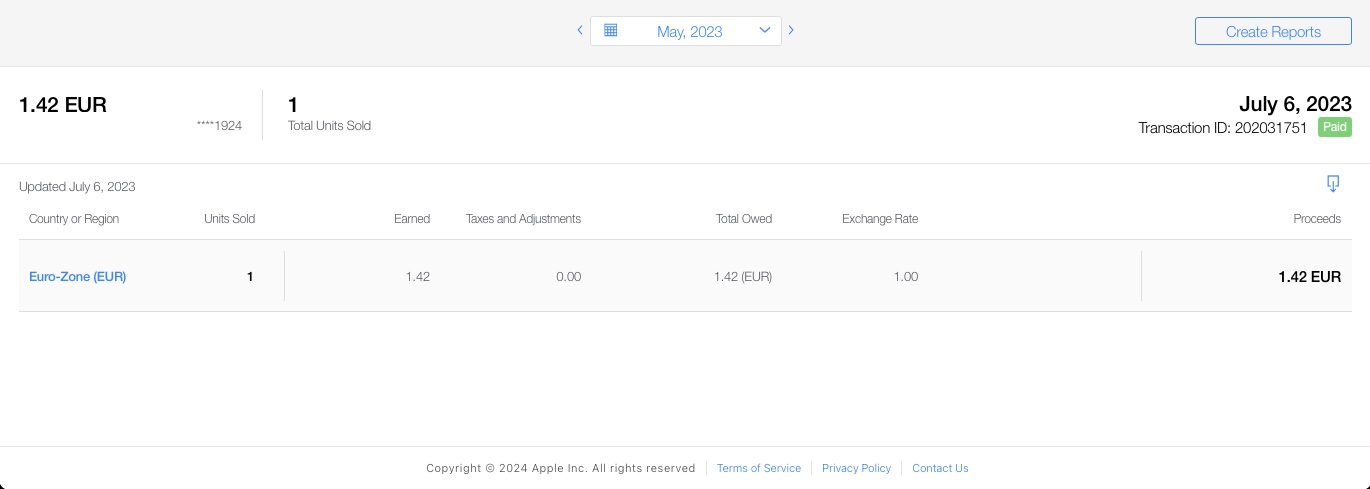 May, 2023
Create Reports
1.42 EUR
****1924
1
Total Units Sold
July 6, 2023
Transaction ID: 202031751 Paid
Updated July 6, 2023
Country or Region Units Sold Earned Taxes and Adjustments Total Owed Exchange Rate Proceeds
Euro-Zone (EUR) 1 1.42 0.00 1.42 (EUR) 1.00 1.42 EUR
Copyright © 2024 Apple Inc. All rights reserved Terms of Service Privacy Policy Contact Us